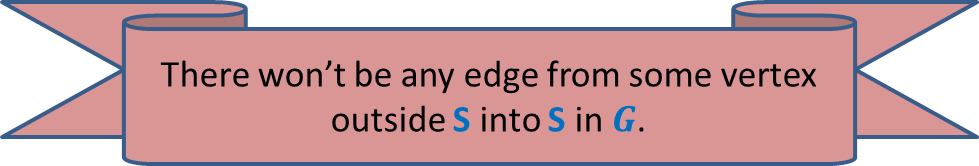 There won’t be any edge from some vertex
outside S into S in G.